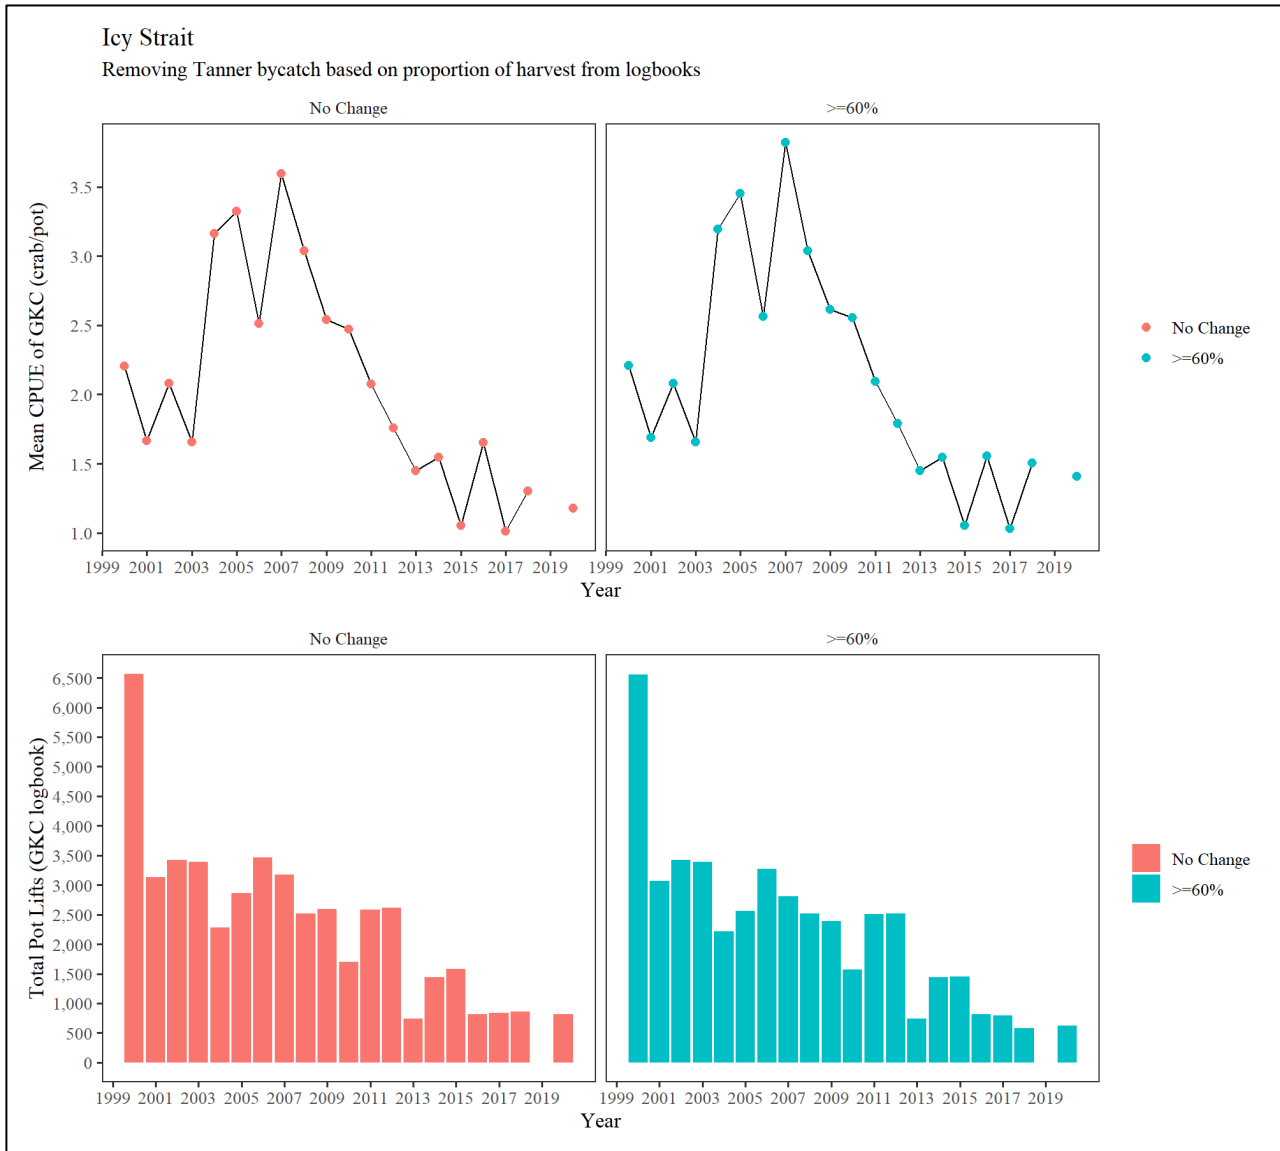 Icy Strait
Removing Tanner bycatch based on proportion of harvest from logbooks
No Change
>=60%
Mean CPUE of GKC (crab/pot)
3.5
3.0
2.5
2.0
1.5
1.0
1999 2001 2003 2005 2007 2009 2011 2013 2015 2017 2019
1999 2001 2003 2005 2007 2009 2011 2013 2015 2017 2019
Year
No Change
>=60%
No Change
>=60%
Total Pot Lifts (GKC logbook)
6,500
6,000
5,500
5,000
4,500
4,000
3,500
3,000
2,500
2,000
1,500
1,000
500
0
1999 2001 2003 2005 2007 2009 2011 2013 2015 2017 2019
1999 2001 2003 2005 2007 2009 2011 2013 2015 2017 2019
Year
No Change
>=60%